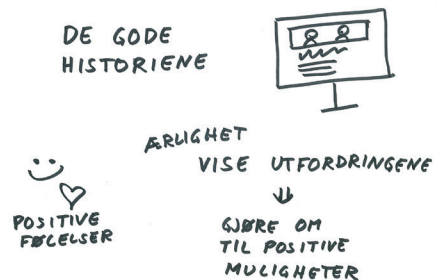 DE GODE
HISTORIENE
ÆRLIGHET
VISE UTFORDRINGENE
POSITIVE
FØLELSER
GJØRE OM
TIL POSITIVE
MULIGHETER